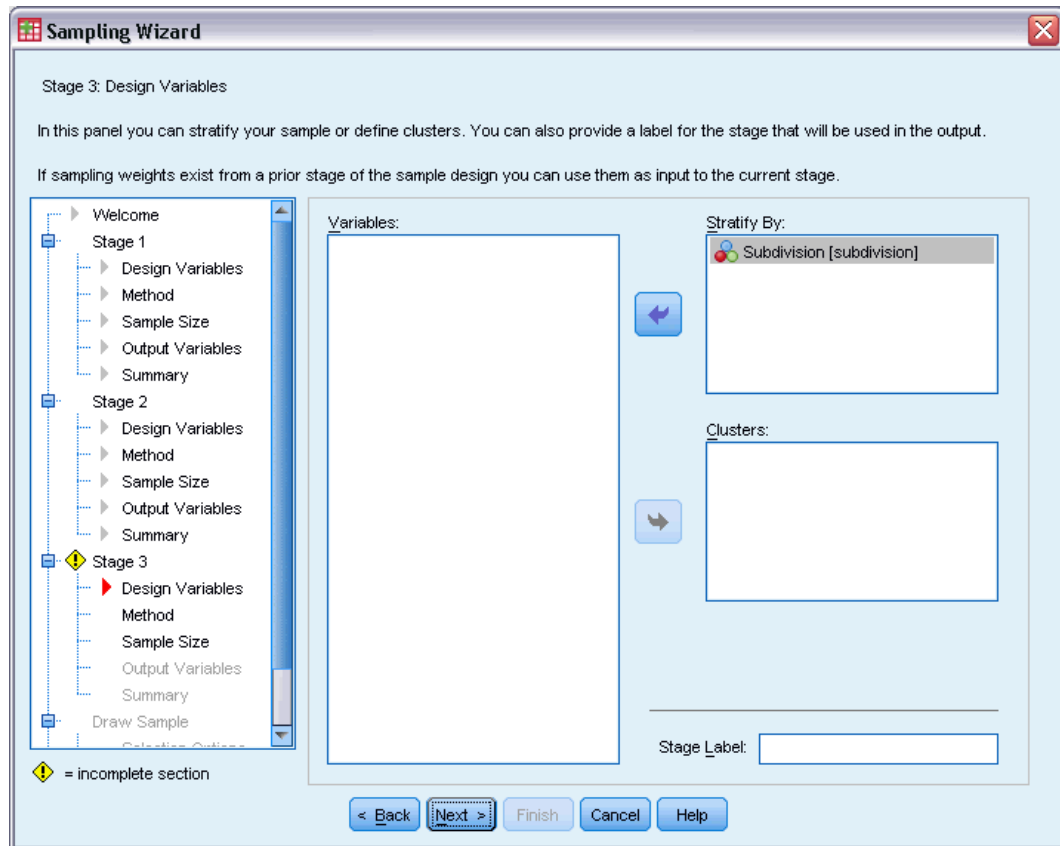 Sampling Wizard
Stage 3: Design Variables
In this panel you can stratify your sample or define clusters. You can also provide a label for the stage that will be used in the output.
If sampling weights exist from a prior stage of the sample design you can use them as input to the current stage.
Welcome
Stage 1
Design Variables
Method
Sample Size
Output Variables
Summary
Stage 2
Design Variables
Method
Sample Size
Output Variables
Summary
Stage 3
Design Variables
Method
Sample Size
Output Variables
Summary
Draw Sample
Selection Options
= incomplete section
Variables:
Stratify By:
Subdivision [subdivision]
Clusters:
Stage Label:
< Back
Next >
Finish
Cancel
Help